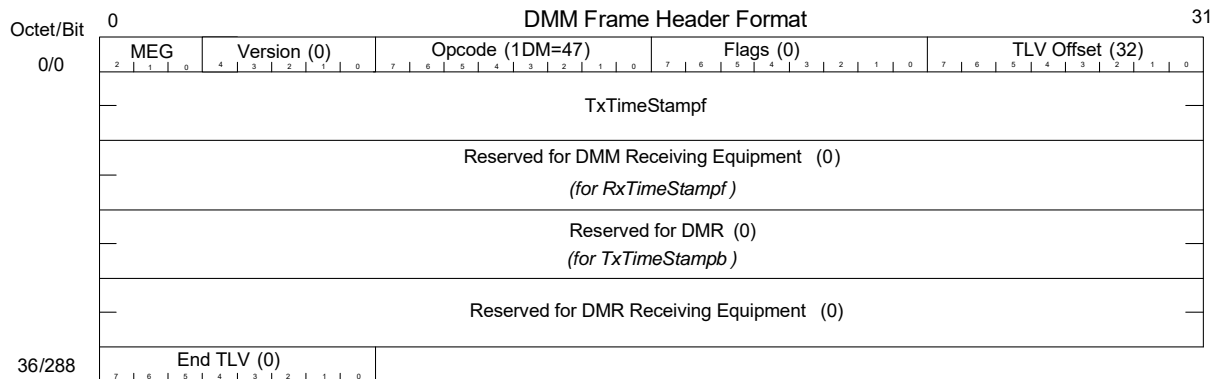 DMM Frame Header Format
Octet/Bit 0 31
0/0 MEG Version (0) Opcode (1DM=47) Flags (0) TLV Offset (32)
2 1 0 4 3 2 1 0 7 6 5 4 3 2 1 0 7 6 5 4 3 2 1 0 7 6 5 4 3 2 1 0
TxTimeStampf
Reserved for DMM Receiving Equipment (0)
(for RxTimeStampf )
Reserved for DMR (0)
(for TxTimeStampb )
Reserved for DMR Receiving Equipment (0)
36/288 End TLV (0)
7 6 5 4 3 2 1 0